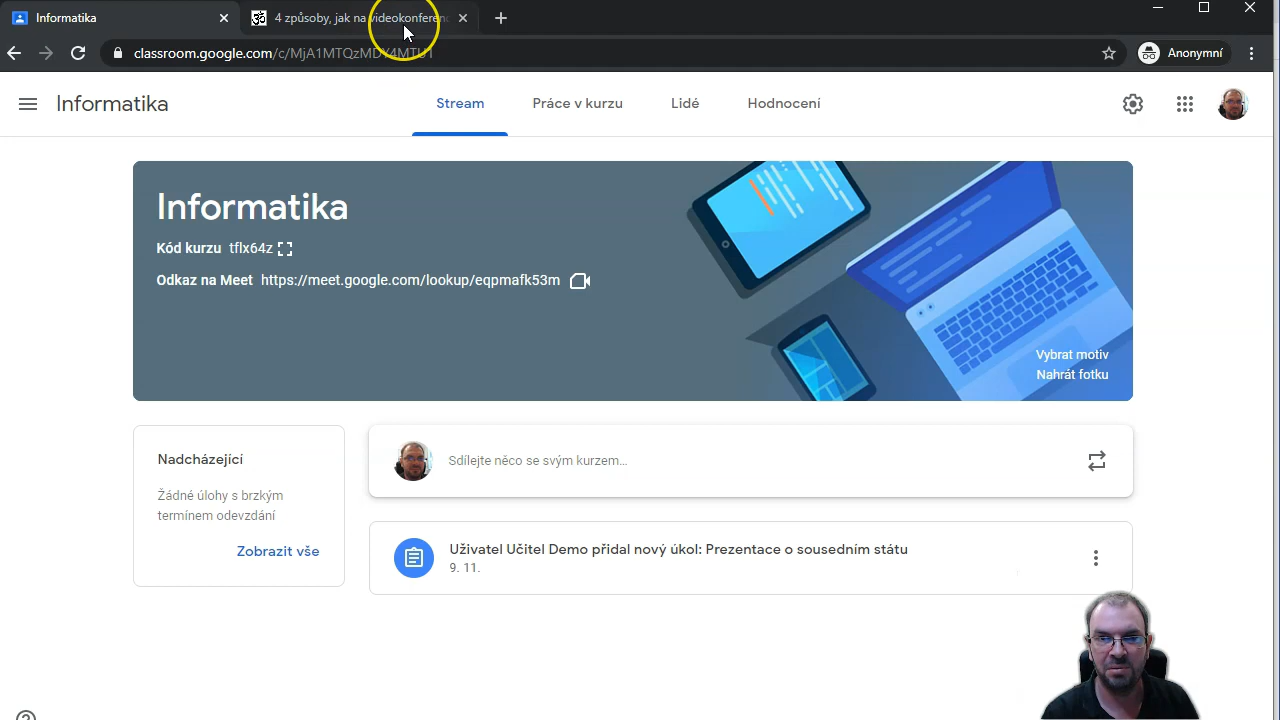 Informatika
4 způsoby, jak na videokonferen
classroom.google.com/c/MjA1MTQzMDY4MTU1
Anonymní
Informatika
Stream
Práce v kurzu
Lidé
Hodnocení
Informatika
Kód kurzu tflx64z
Odkaz na Meet https://meet.google.com/lookup/eqpmafk53m
Vybrat motiv
Nahrát fotku
Nadcházející
Žádné úlohy s brzkým
termínem odevzdání
Zobrazit vše
Sdílejte něco se svým kurzem...
Uživatel Učitel Demo přidal nový úkol: Prezentace o sousedním státu
9. 11.